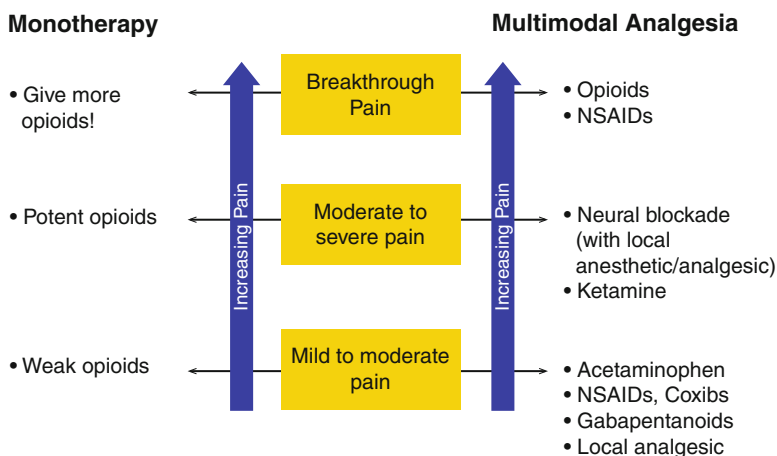 Monotherapy
Multimodal Analgesia
• Give more
opioids!
Increasing Pain
Breakthrough
Pain
Increasing Pain
• Opioids
• NSAIDs
• Potent opioids
Moderate to
severe pain
• Neural blockade
(with local
anesthetic/analgesic)
• Ketamine
• Weak opioids
Mild to moderate
pain
• Acetaminophen
• NSAIDs, Coxibs
• Gabapentanoids
• Local analgesic